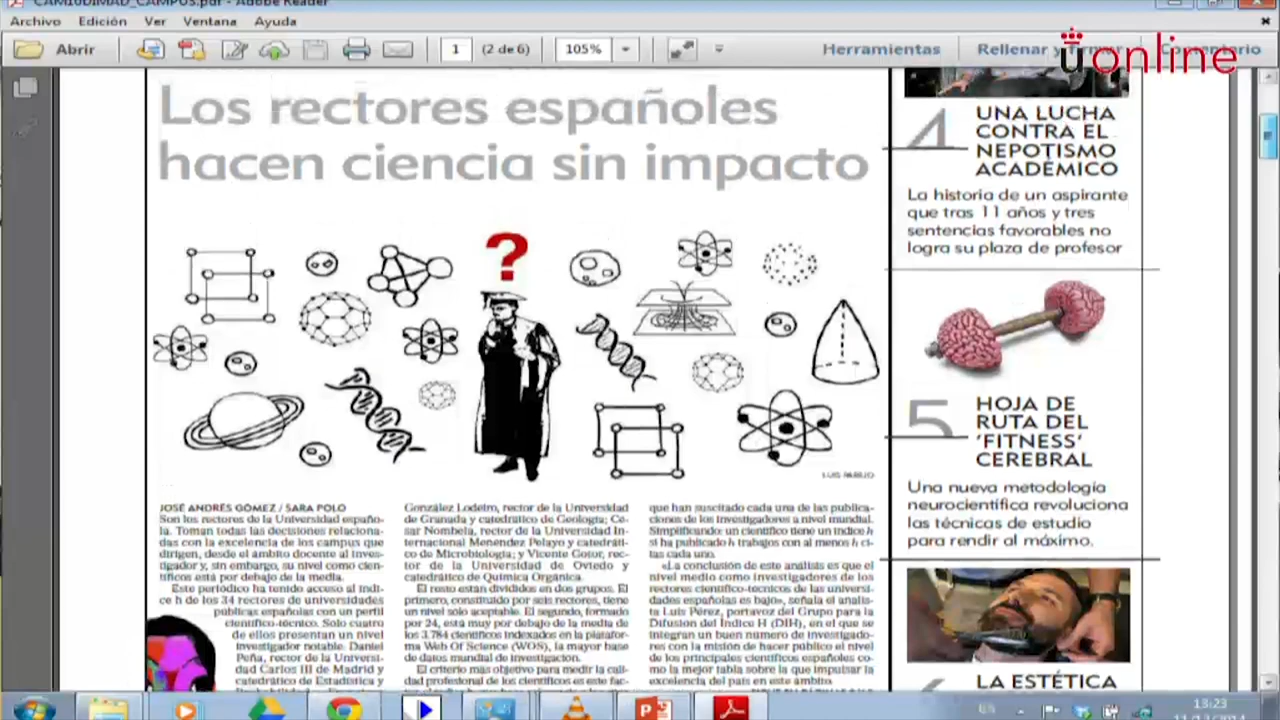 CAM10DIMAD_CAMPUS.pdf - Adobe Reader
Archivo Edición Ver Ventana Ayuda
Abrir
1 (2 de 6) 105%
Herramientas Rellenar y firmar Comentario
uonline
Los rectores españoles
hacen ciencia sin impacto
?
LUIS PAREJO
JOSÉ ANDRÉS GÓMEZ / SARA POLO
Son los rectores de la Universidad españo-
la. Toman todas las decisiones relaciona-
das con la excelencia de los campus que
dirigen, desde el ámbito docente al inves-
tigador y, sin embargo, su nivel como cien-
tíficos está por debajo de la media.
Este periódico ha tenido acceso al índi-
ce h de los 34 rectores de universidades
públicas españolas con un perfil
científico-técnico. Solo cuatro
de ellos presentan un nivel
investigador notable: Daniel
Peña, rector de la Universi-
dad Carlos III de Madrid y
catedrático de Estadística y
González Lodeiro, rector de la Universidad
de Granada y catedrático de Geología; Cé-
sar Nombela, rector de la Universidad In-
ternacional Menéndez Pelayo y catedráti-
co de Microbiología; y Vicente Gotor, rec-
tor de la Universidad de Oviedo y
catedrático de Química Orgánica.
El resto están divididos en dos grupos. El
primero, constituido por seis rectores, tiene
un nivel solo aceptable. El segundo, formado
por 24, está muy por debajo de la media de
los 3.784 científicos indexados en la platafor-
ma Web Of Science (WOS), la mayor base
de datos mundial de investigación.
El criterio más objetivo para medir la cali-
dad profesional de los científicos es este fac-
que han suscitado cada una de las publica-
ciones de los investigadores a nivel mundial.
Simplificando: un científico tiene un índice h
si ha publicado h trabajos con al menos h ci-
tas cada uno.
«La conclusión de este análisis es que el
nivel medio como investigadores de los
rectores científico-técnicos de las universi-
dades españolas es bajo», señala el analis-
ta Luis Pérez, portavoz del Grupo para la
Difusión del Índice H (DIH), en el que se
integran un buen número de investigado-
res con la misión de hacer público el nivel
de los principales científicos españoles co-
mo la mejor tabla sobre la que impulsar la
excelencia del país en este ámbito.
4 UNA LUCHA
CONTRA EL
NEPOTISMO
ACADÉMICO
La historia de un aspirante
que tras 11 años y tres
sentencias favorables no
logra su plaza de profesor
5 HOJA DE
RUTA DEL
'FITNESS'
CEREBRAL
Una nueva metodología
neurocientífica revoluciona
las técnicas de estudio
para rendir al máximo.
LA ESTÉTICA
13:23